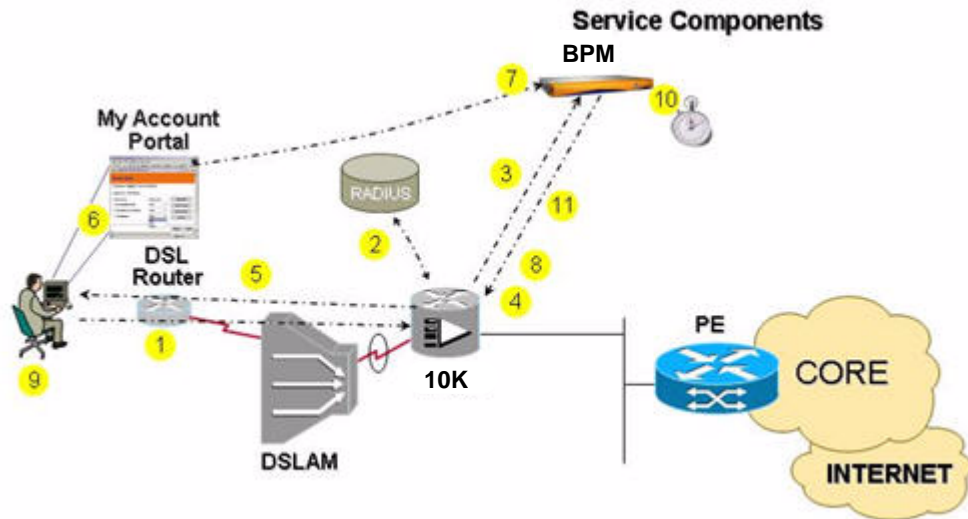 Service Components
BPM
7
10
My Account
Portal
3
RADIUS
11
6
2
DSL
Router
5
8
4
PE
1
CORE
9
10K
DSLAM
INTERNET